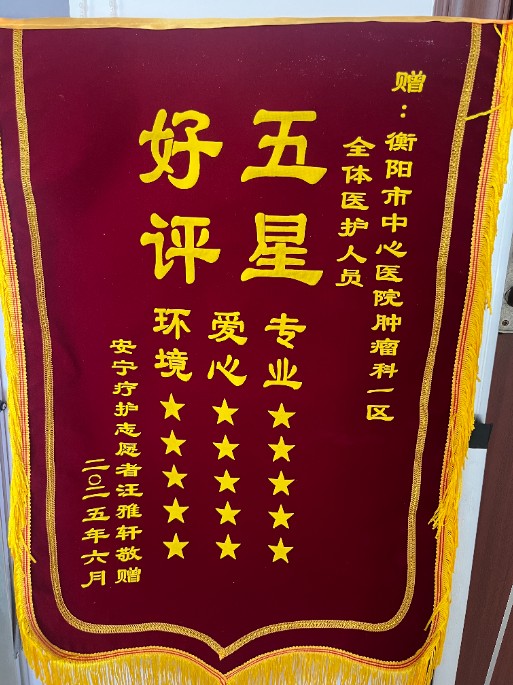 赠：衡阳市中心医院肿瘤科一区
全体医护人员
五星
好评
专业★★★★★
爱心★★★★★
环境★★★★★
安宁疗护志愿者汪雅轩敬赠
二○二五年六月